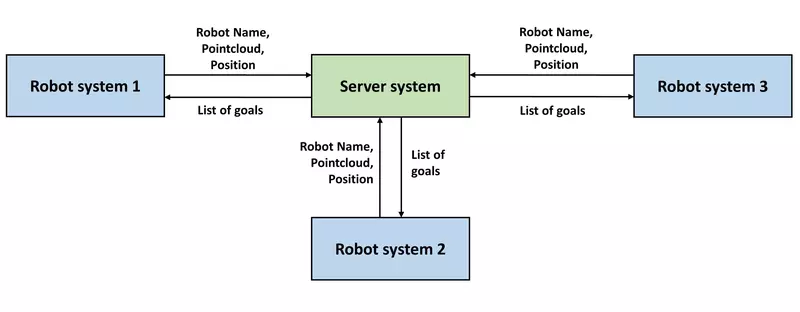 Robot Name,
Pointcloud,
Position
Robot system 1
List of goals
Server system
Robot Name,
Pointcloud,
Position
List of goals
Robot system 3
Robot Name,
Pointcloud,
Position
List of
goals
Robot system 2